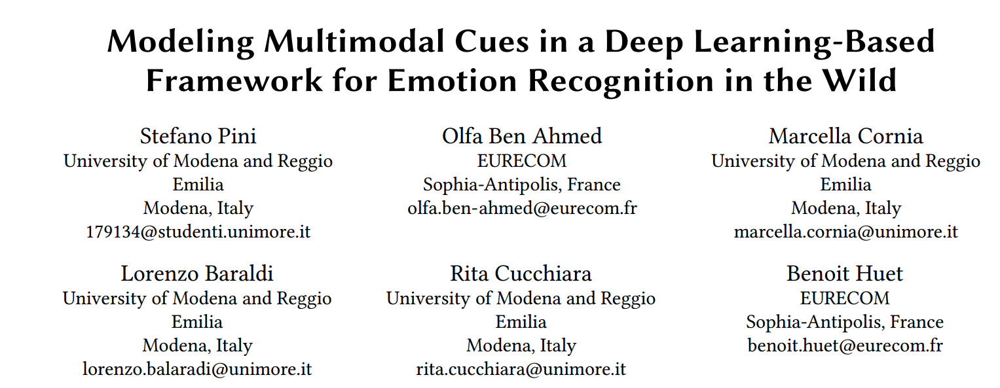 Modeling Multimodal Cues in a Deep Learning-Based
Framework for Emotion Recognition in the Wild
Stefano Pini
University of Modena and Reggio
Emilia
Modena, Italy
179134@studenti.unimore.it
Olfa Ben Ahmed
EURECOM
Sophia-Antipolis, France
olfa.ben-ahmed@eurecom.fr
Marcella Cornia
University of Modena and Reggio
Emilia
Modena, Italy
marcella.cornia@unimore.it
Lorenzo Baraldi
University of Modena and Reggio
Emilia
Modena, Italy
lorenzo.balaradi@unimore.it
Rita Cucchiara
University of Modena and Reggio
Emilia
Modena, Italy
rita.cucchiara@unimore.it
Benoit Huet
EURECOM
Sophia-Antipolis, France
benoit.huet@eurecom.fr